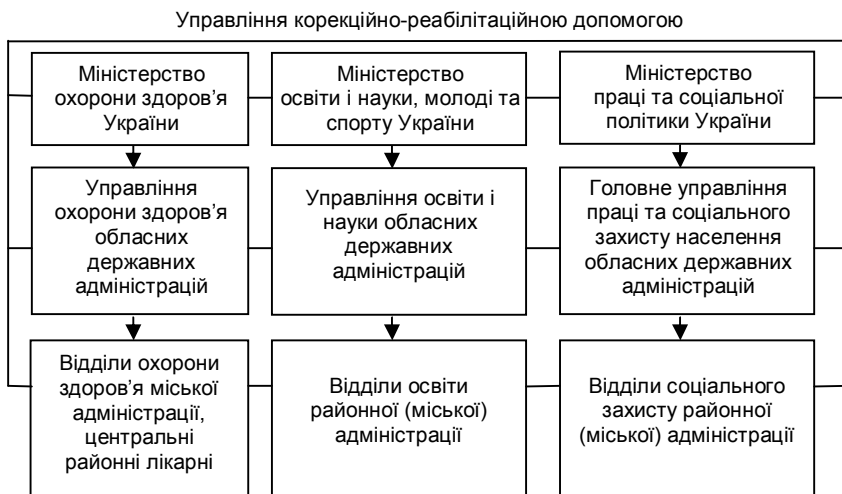 Управління корекційно-реабілітаційною допомогою
Міністерство
охорони здоров’я
України
Міністерство
освіти і науки, молоді та
спорту України
Міністерство
праці та соціальної
політики України
Управління
охорони здоров’я
обласних
державних
адміністрацій
Управління освіти і
науки обласних
державних
адміністрацій
Головне управління
праці та соціального
захисту населення
обласних державних
адміністрацій
Відділи охорони
здоров’я міської
адміністрації,
центральні
районні лікарні
Відділи освіти
районної (міської)
адміністрації
Відділи соціального
захисту районної
(міської) адміністрації